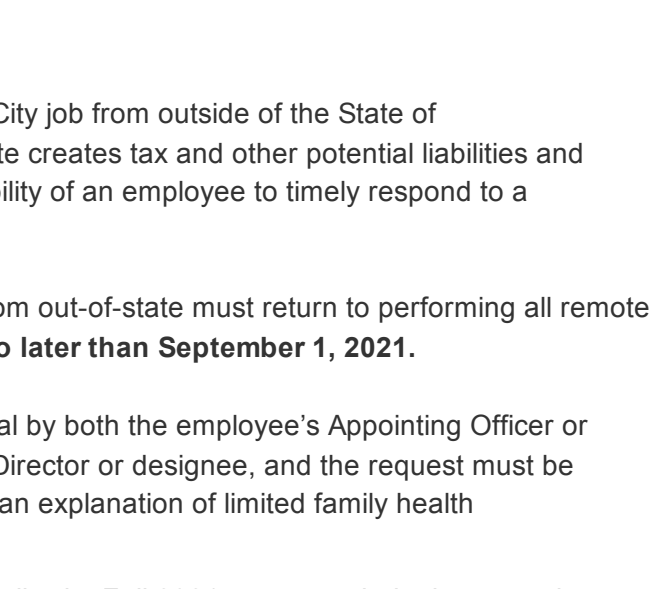 City job from outside of the State of
te creates tax and other potential liabilities and
bility of an employee to timely respond to a
om out-of-state must return to performing all remote
o later than September 1, 2021.
al by both the employee’s Appointing Officer or
Director or designee, and the request must be
an explanation of limited family health